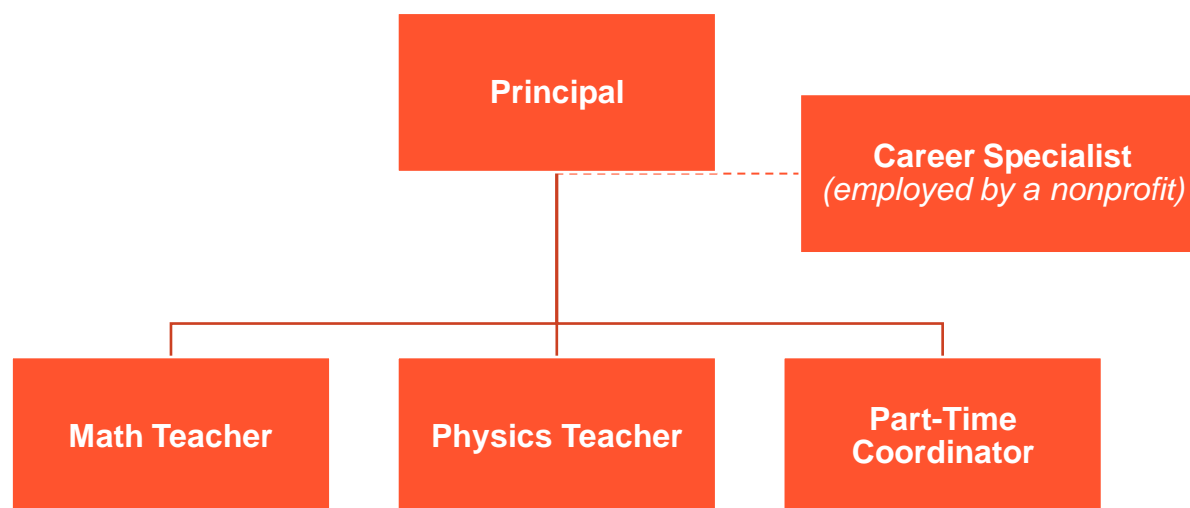 Principal
Career Specialist
(employed by a nonprofit)
Math Teacher
Physics Teacher
Part-Time
Coordinator